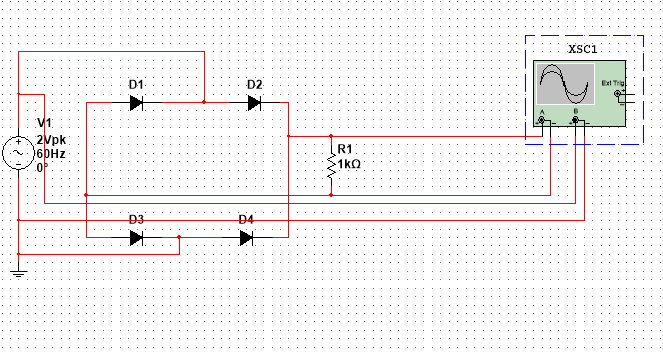 XSC1
Ext Trig
+
−
A
B
+ − + −
D1
D2
V1
2Vpk
60Hz
0°
+
~
−
R1
1kΩ
D3
D4